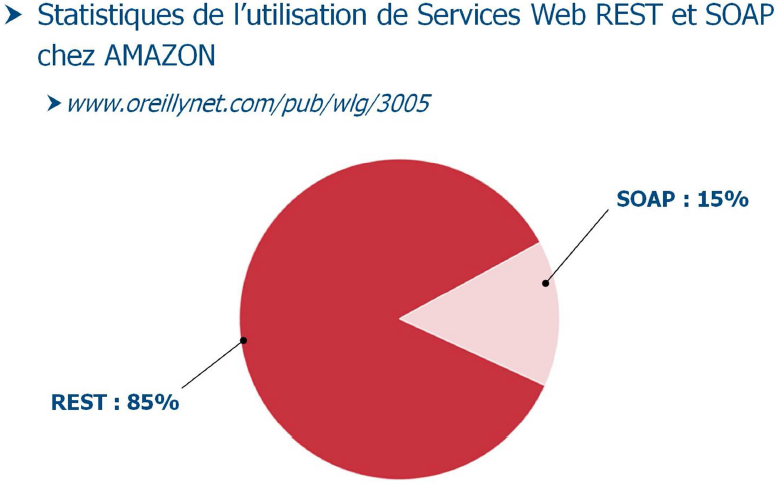 Statistiques de l'utilisation de Services Web REST et SOAP
chez AMAZON
www.oreillynet.com/pub/wlg/3005
SOAP : 15%
REST : 85%